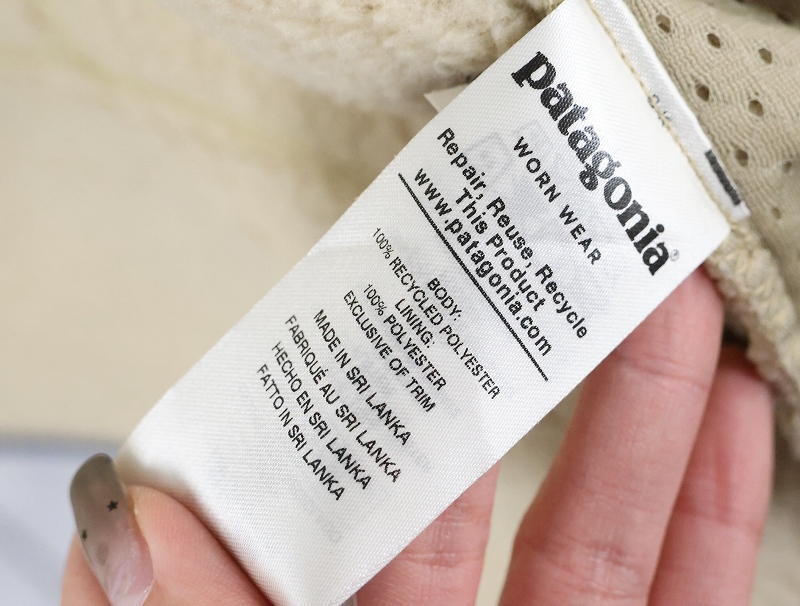 patagonia®
WORN WEAR
Repair, Reuse, Recycle
This Product
www.patagonia.com
BODY:
100% RECYCLED POLYESTER
LINING:
100% POLYESTER
EXCLUSIVE OF TRIM
MADE IN SRI LANKA
FABRIQUÉ AU SRI LANKA
HECHO EN SRI LANKA
FATTO IN SRI LANKA